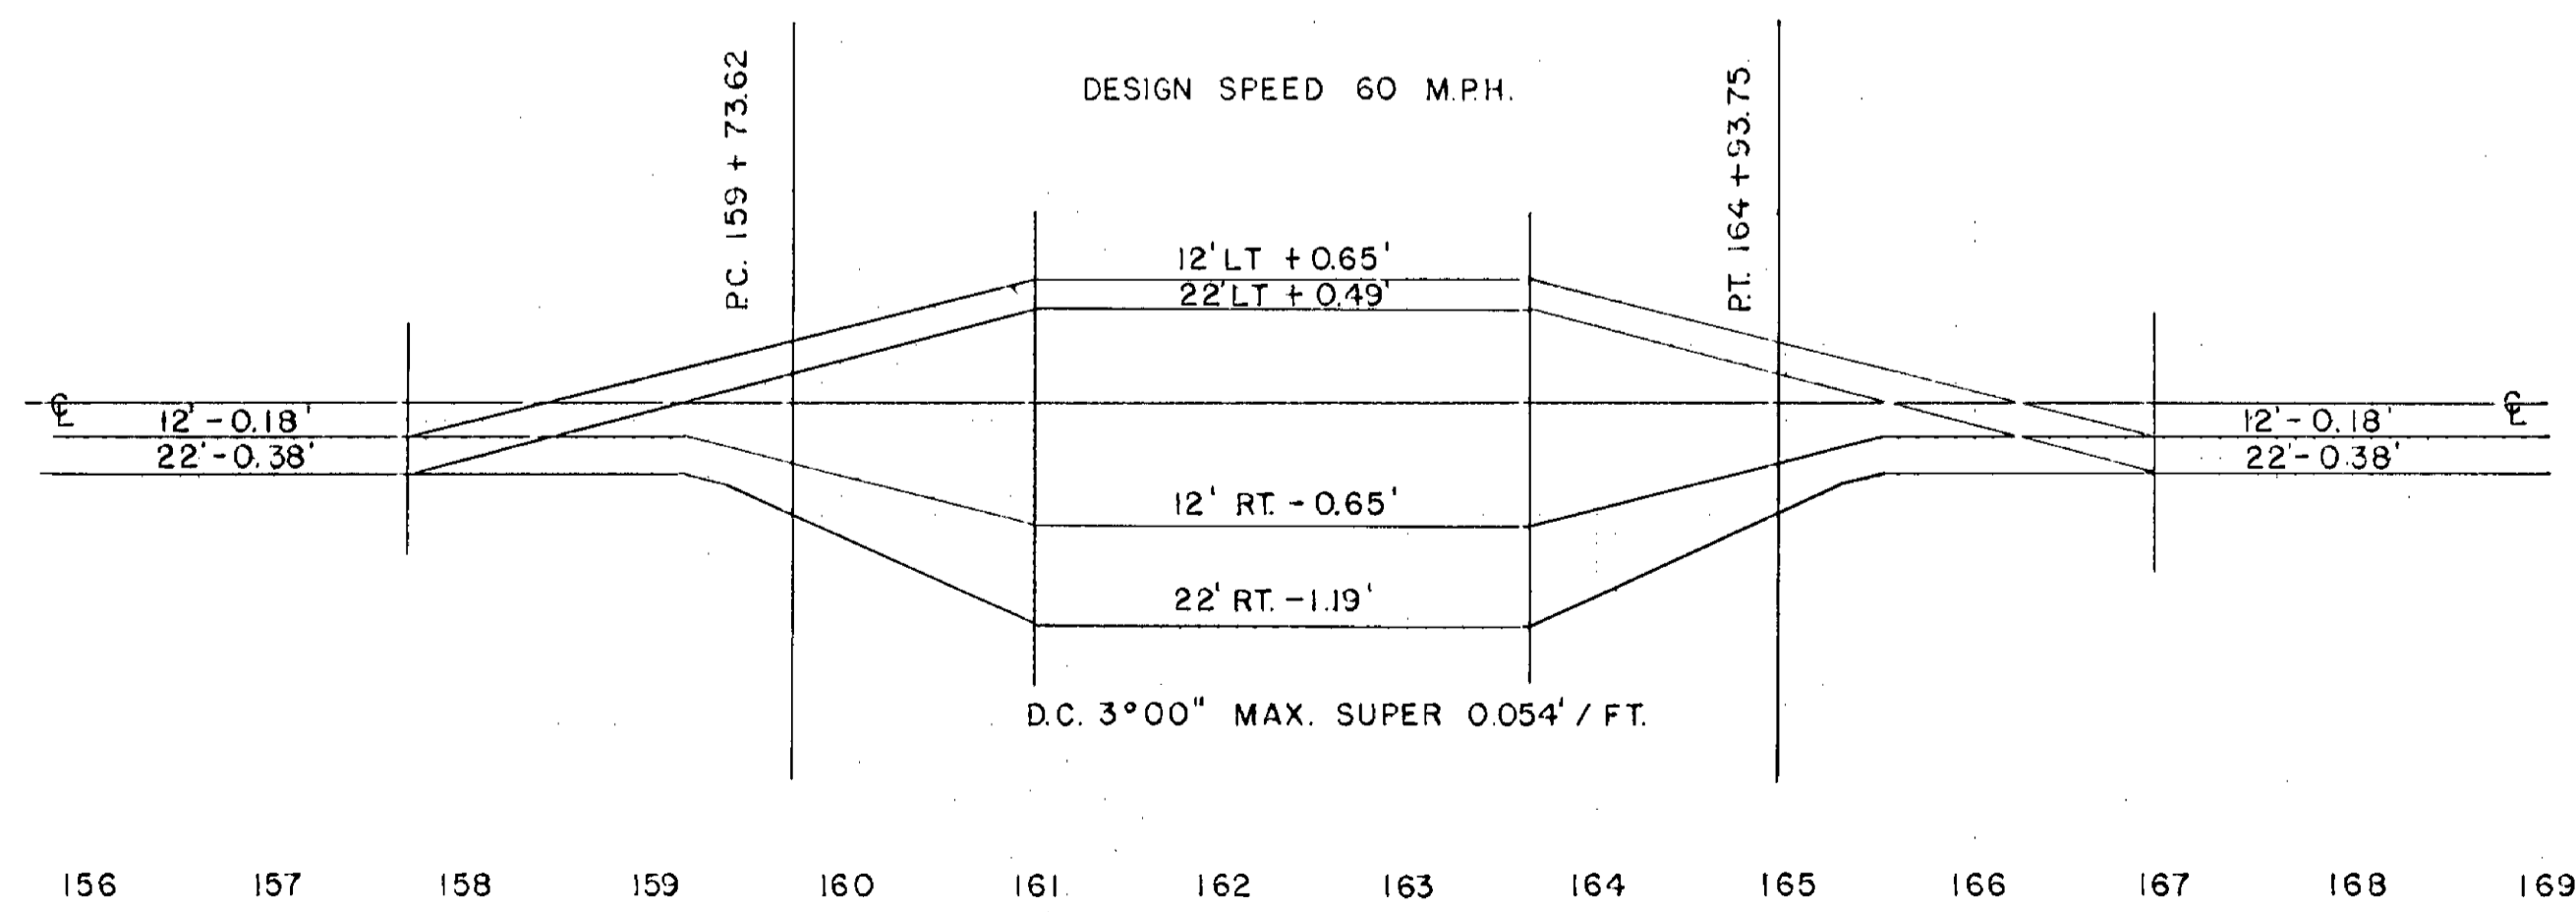 P.C. 159 + 73.62
DESIGN SPEED 60 M.P.H.
P.T. 164 + 93.75
12' LT + 0.65'
22' LT + 0.49'
℄ 12' - 0.18'
22' - 0.38'
12' - 0.18' ℄
22' - 0.38'
12' RT. - 0.65'
22' RT. - 1.19'
D.C. 3°00" MAX. SUPER 0.054' / FT.
156 157 158 159 160 161 162 163 164 165 166 167 168 169